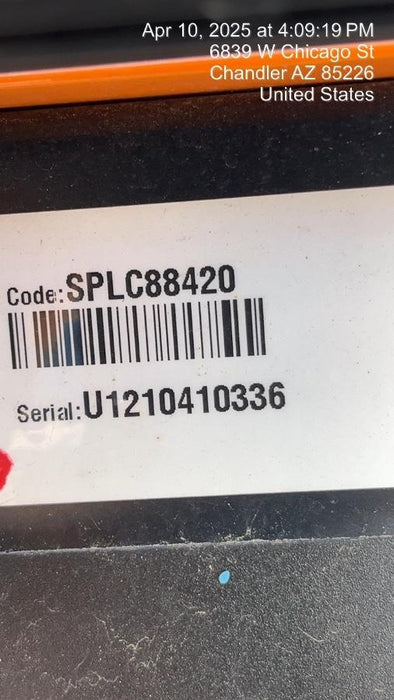 Apr 10, 2025 at 4:09:19 PM
6839 W Chicago St
Chandler AZ 85226
United States
Code:SPLC88420
Serial:U1210410336